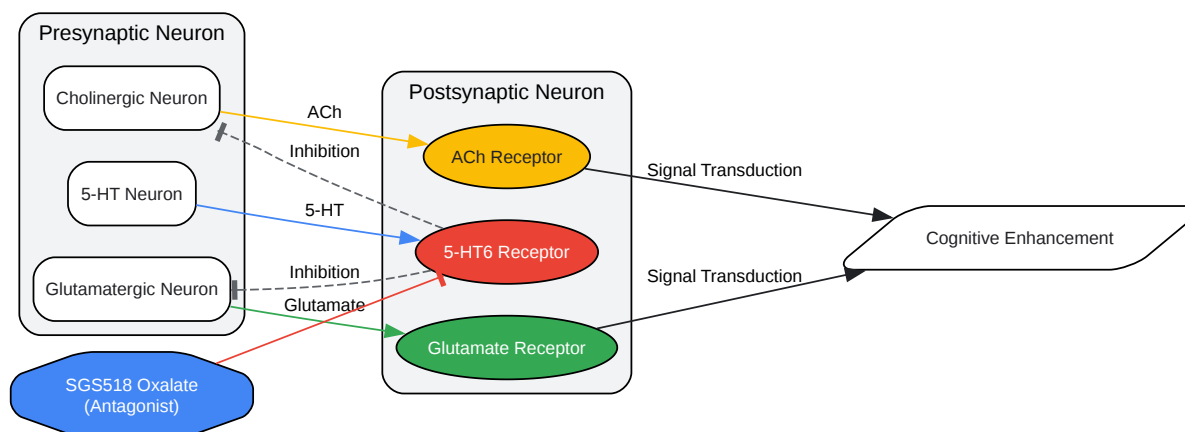 Presynaptic Neuron
Cholinergic Neuron
5-HT Neuron
Glutamatergic Neuron
SGS518 Oxalate
(Antagonist)
ACh
Inhibition
5-HT
Inhibition
Glutamate
Postsynaptic Neuron
ACh Receptor
5-HT6 Receptor
Glutamate Receptor
Signal Transduction
Signal Transduction
Cognitive Enhancement